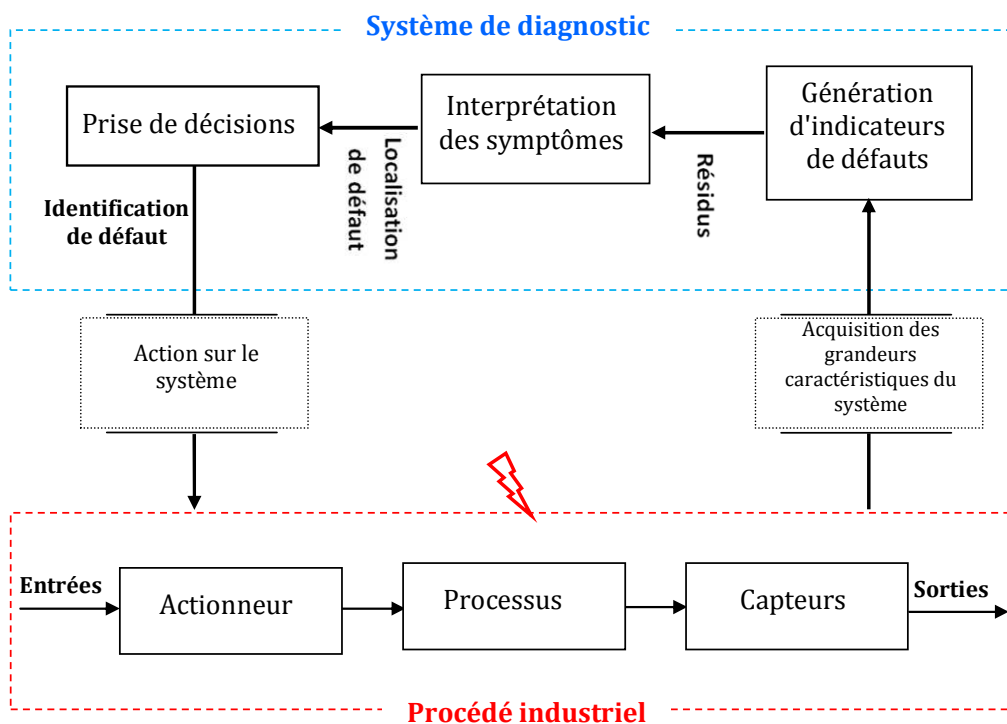 Système de diagnostic
Prise de décisions
Interprétation
des symptômes
Génération
d'indicateurs
de défauts
Localisation
de défaut
Résidus
Identification
de défaut
Action sur le
système
Acquisition des
grandeurs
caractéristiques du
système
Entrées
Actionneur
Processus
Capteurs
Sorties
Procédé industriel